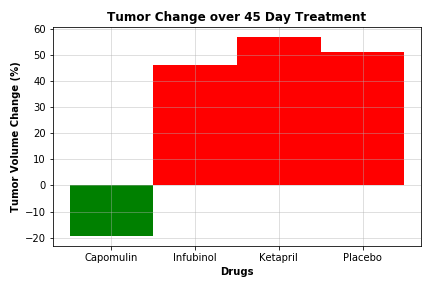 Tumor Change over 45 Day Treatment
Tumor Volume Change (%)
60
50
40
30
20
10
0
−10
−20
Capomulin Infubinol Ketapril Placebo
Drugs